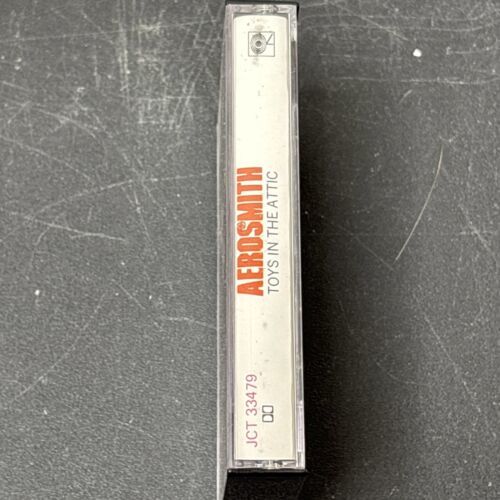 AEROSMITH
TOYS IN THE ATTIC
JCT 33479